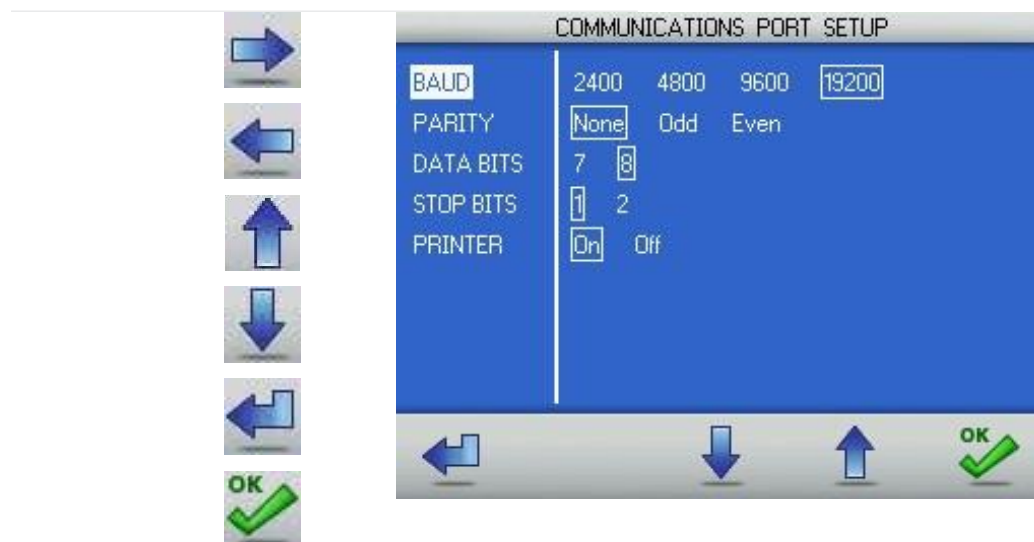 COMMUNICATIONS PORT SETUP
BAUD 2400 4800 9600 19200
PARITY None Odd Even
DATA BITS 7 8
STOP BITS 1 2
PRINTER On Off
OK
OK